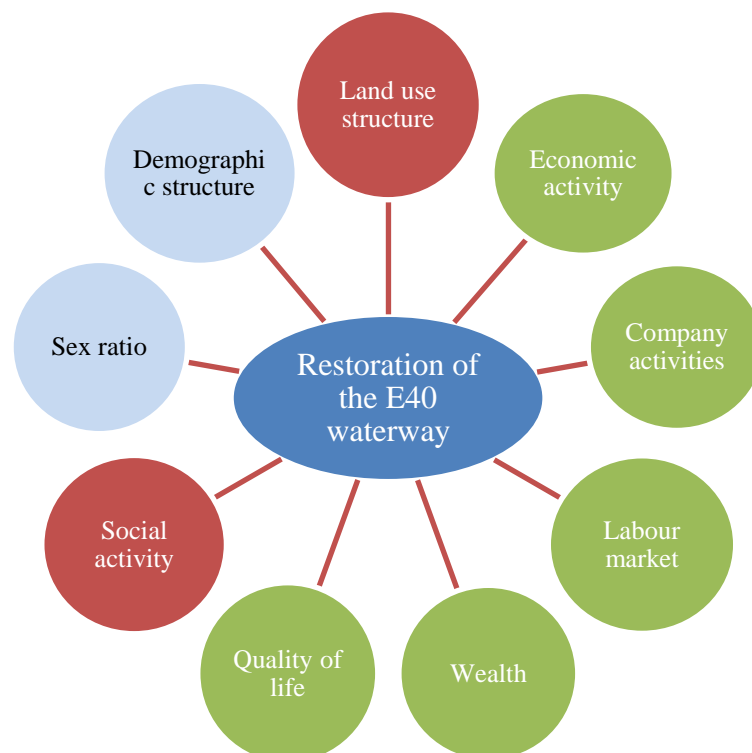 Land use
structure
Economic
activity
Company
activities
Labour
market
Wealth
Quality of
life
Social
activity
Sex ratio
Demographi
c structure
Restoration of
the E40
waterway